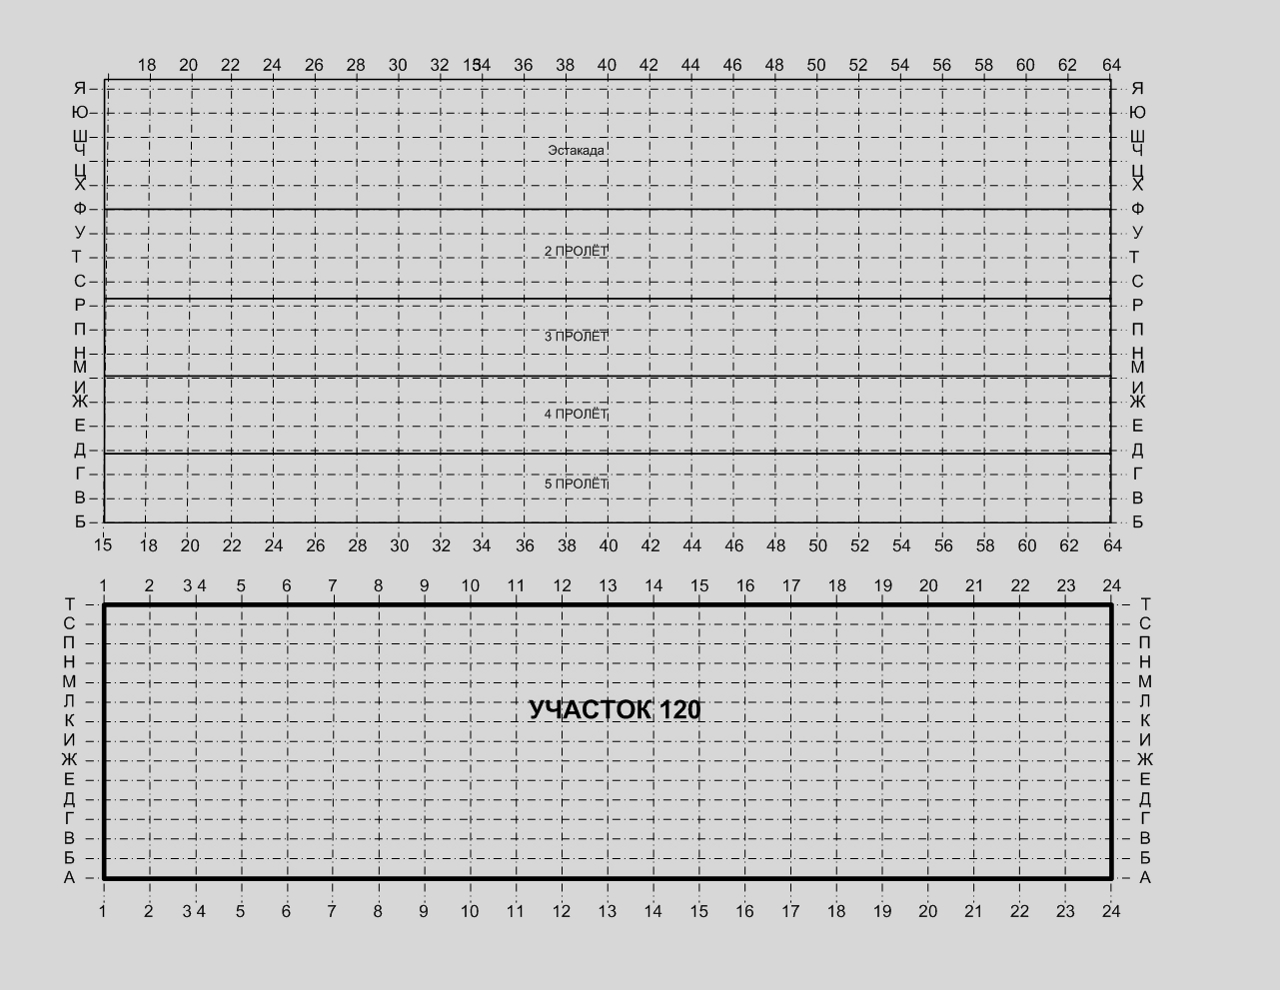 18 20 22 24 26 28 30 32 1534 36 38 40 42 44 46 48 50 52 54 56 58 60 62 64
Я Я
Ю Ю
Ш Ш
Ч Эстакада Ч
Ц Ц
Х Х
Ф Ф
У У
2 ПРОЛЁТ
Т Т
С С
Р Р
П П
3 ПРОЛЁТ
Н Н
М М
И И
Ж Ж
4 ПРОЛЁТ
Е Е
Д Д
Г Г
5 ПРОЛЁТ
В В
Б Б
15 18 20 22 24 26 28 30 32 34 36 38 40 42 44 46 48 50 52 54 56 58 60 62 64
1 2 3 4 5 6 7 8 9 10 11 12 13 14 15 16 17 18 19 20 21 22 23 24
Т Т
С С
П П
Н Н
М М
Л Л
УЧАСТОК 120
К К
И И
Ж Ж
Е Е
Д Д
Г Г
В В
Б Б
А А
1 2 3 4 5 6 7 8 9 10 11 12 13 14 15 16 17 18 19 20 21 22 23 24